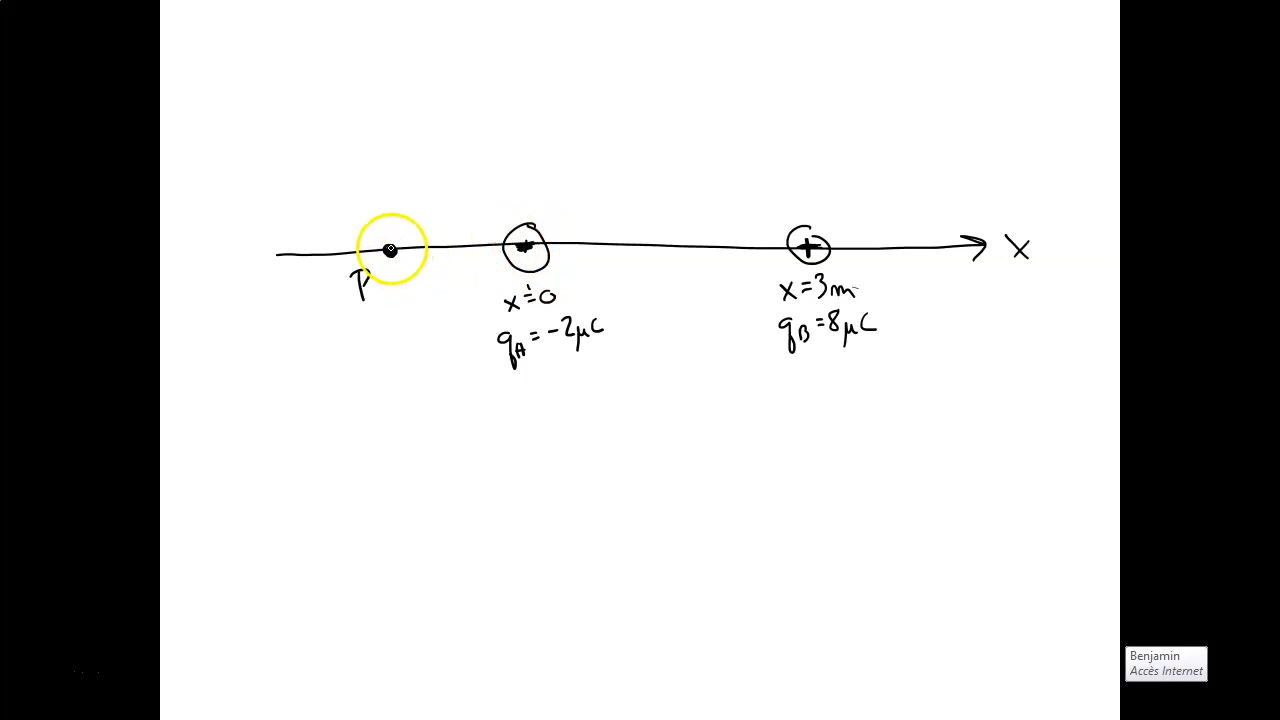 X
P
x=0
x=3m
qA=-2μC
qB=8μC
Benjamin
Accès Internet